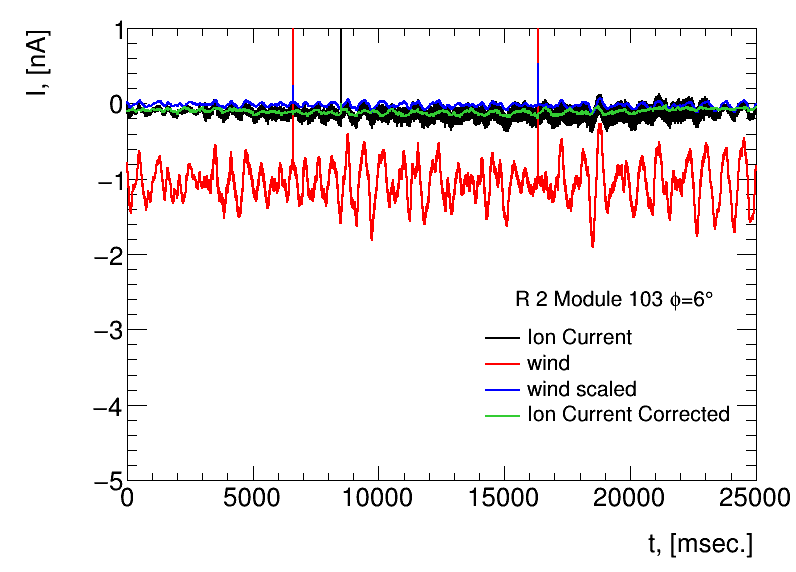 I, [nA]
1
0
−1
−2
−3
−4
−5
R 2 Module 103 ϕ=6°
Ion Current
wind
wind scaled
Ion Current Corrected
0 5000 10000 15000 20000 25000
t, [msec.]